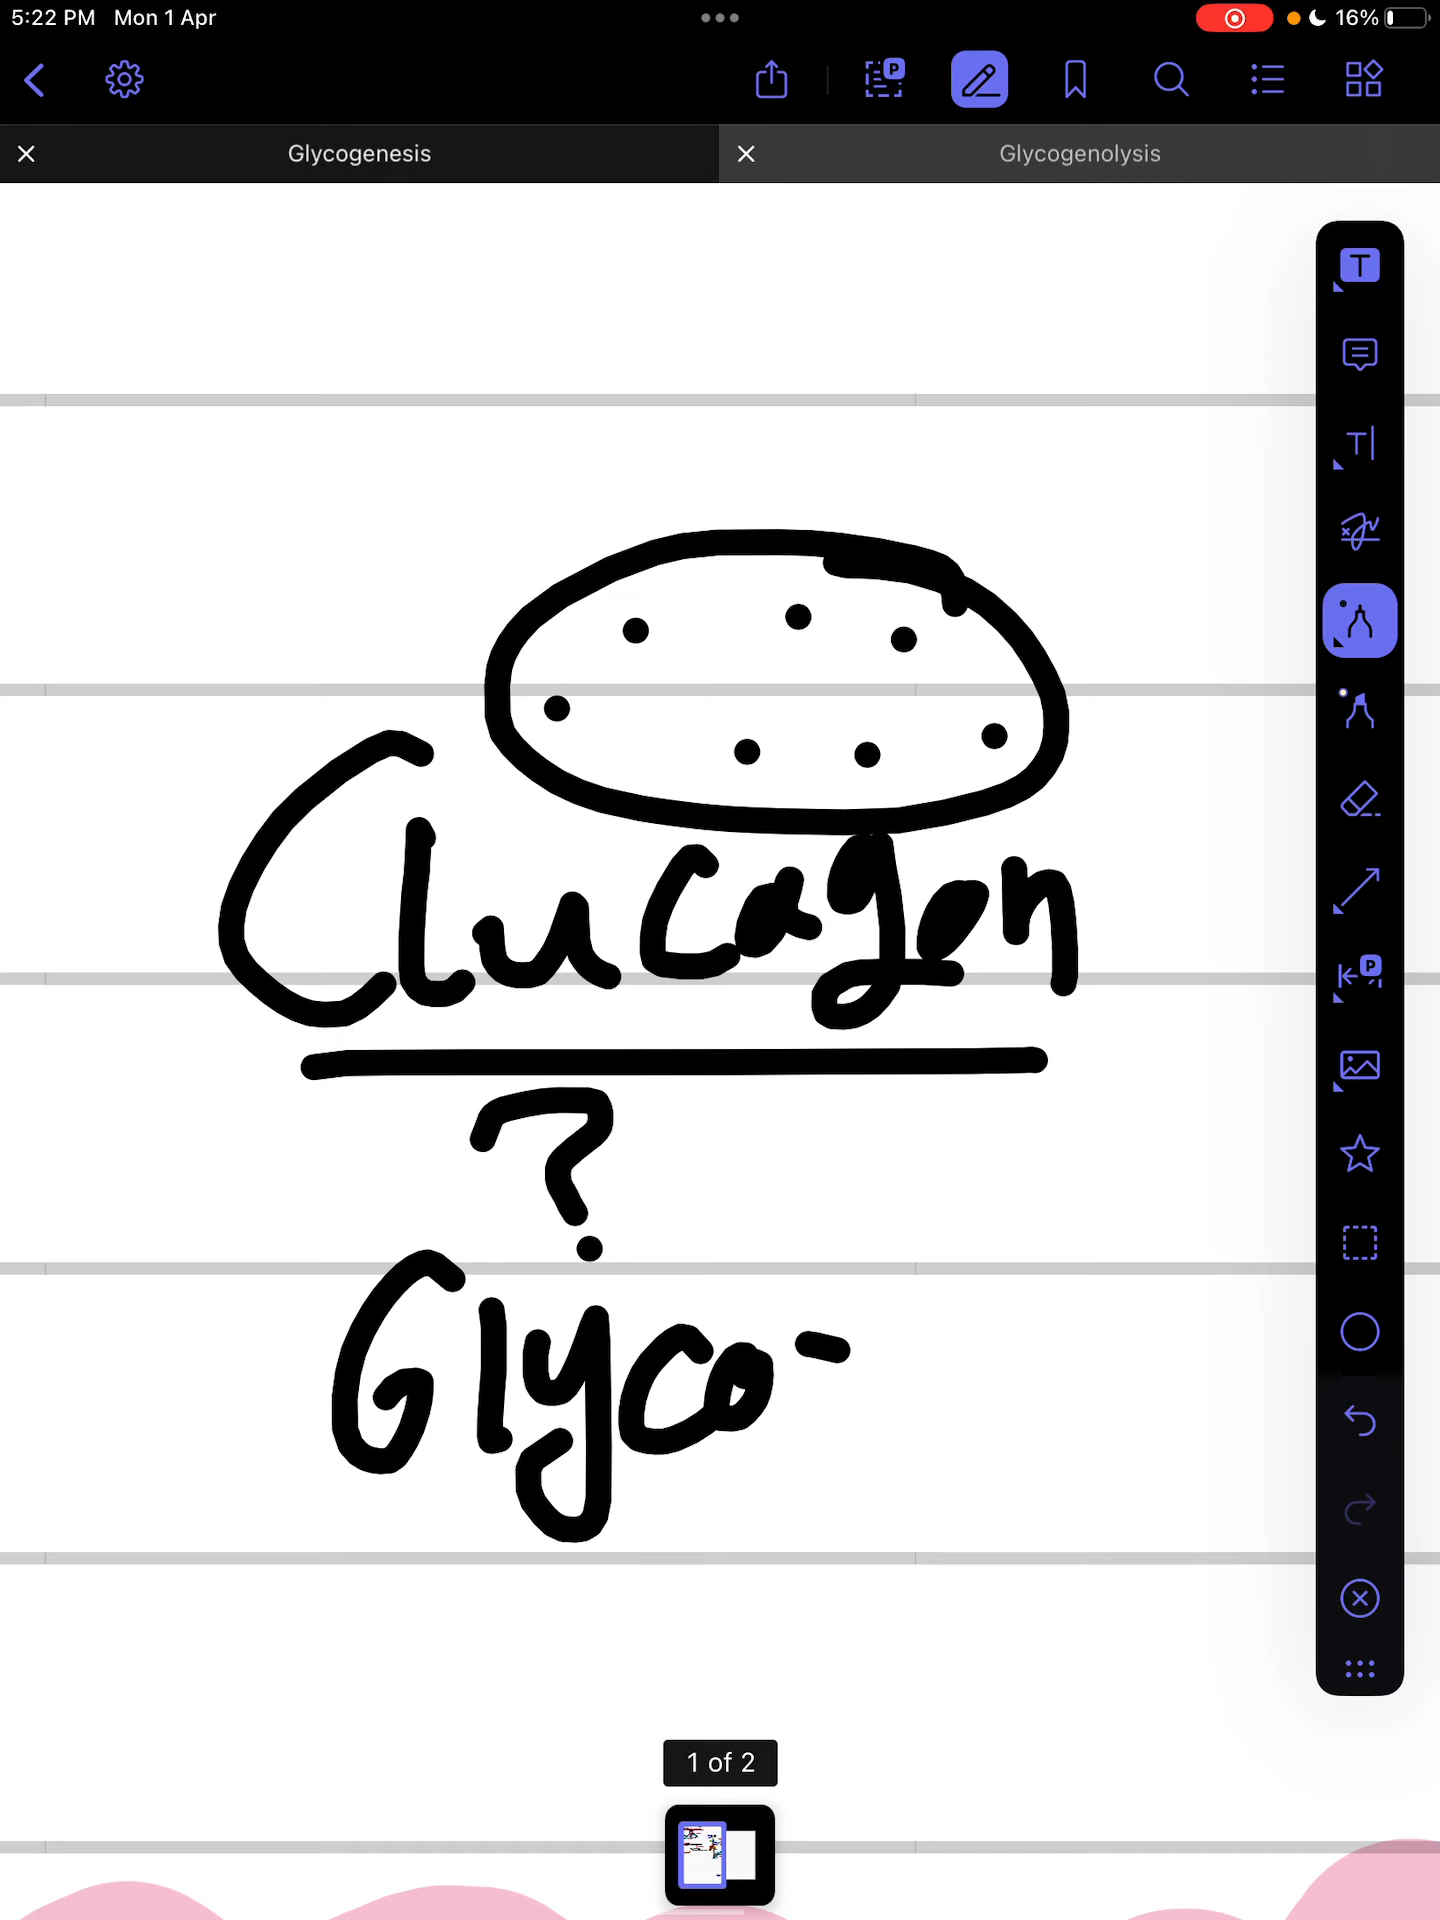 5:22 PM Mon 1 Apr 16%
P
Glycogenesis Glycogenolysis
T
T
P
Glucagon
?
Glyco-
1 of 2